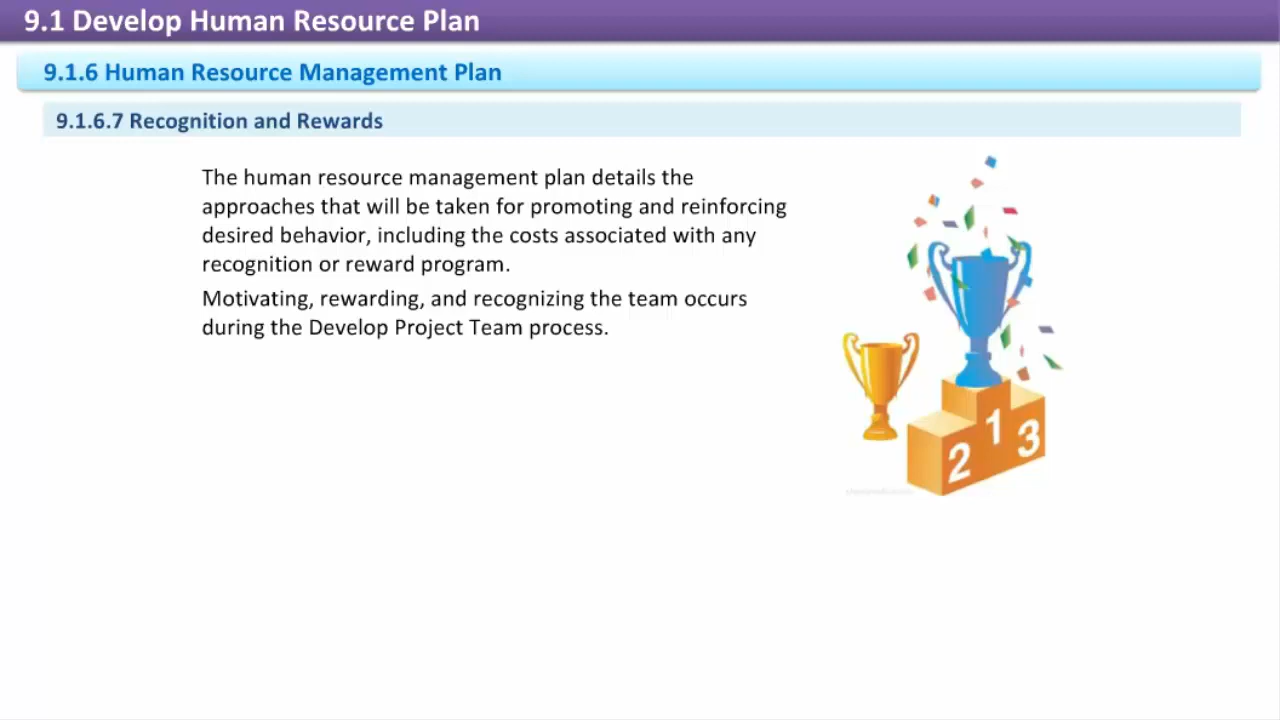 9.1 Develop Human Resource Plan
9.1.6 Human Resource Management Plan
9.1.6.7 Recognition and Rewards
The human resource management plan details the
approaches that will be taken for promoting and reinforcing
desired behavior, including the costs associated with any
recognition or reward program.
Motivating, rewarding, and recognizing the team occurs
during the Develop Project Team process.
1
2
3